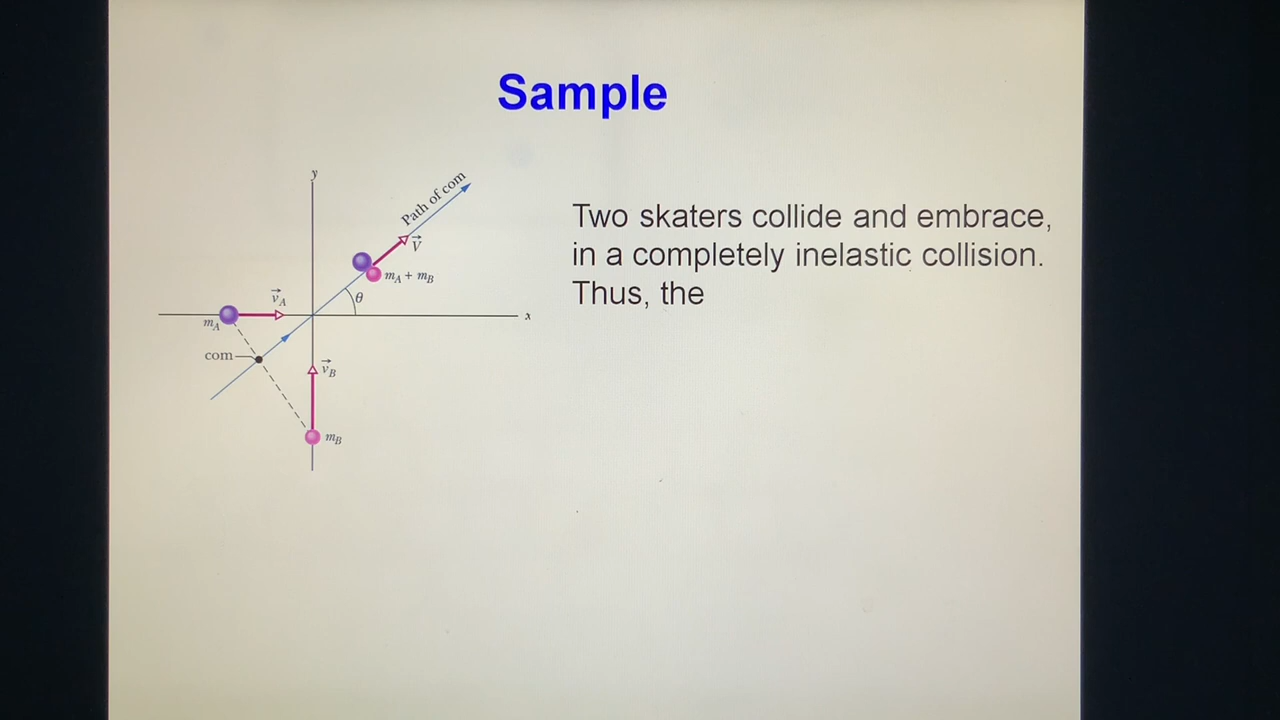 Sample
y
Path of com
V
mA + mB
θ
vA
mA
x
com
vB
mB
Two skaters collide and embrace,
in a completely inelastic collision.
Thus, the